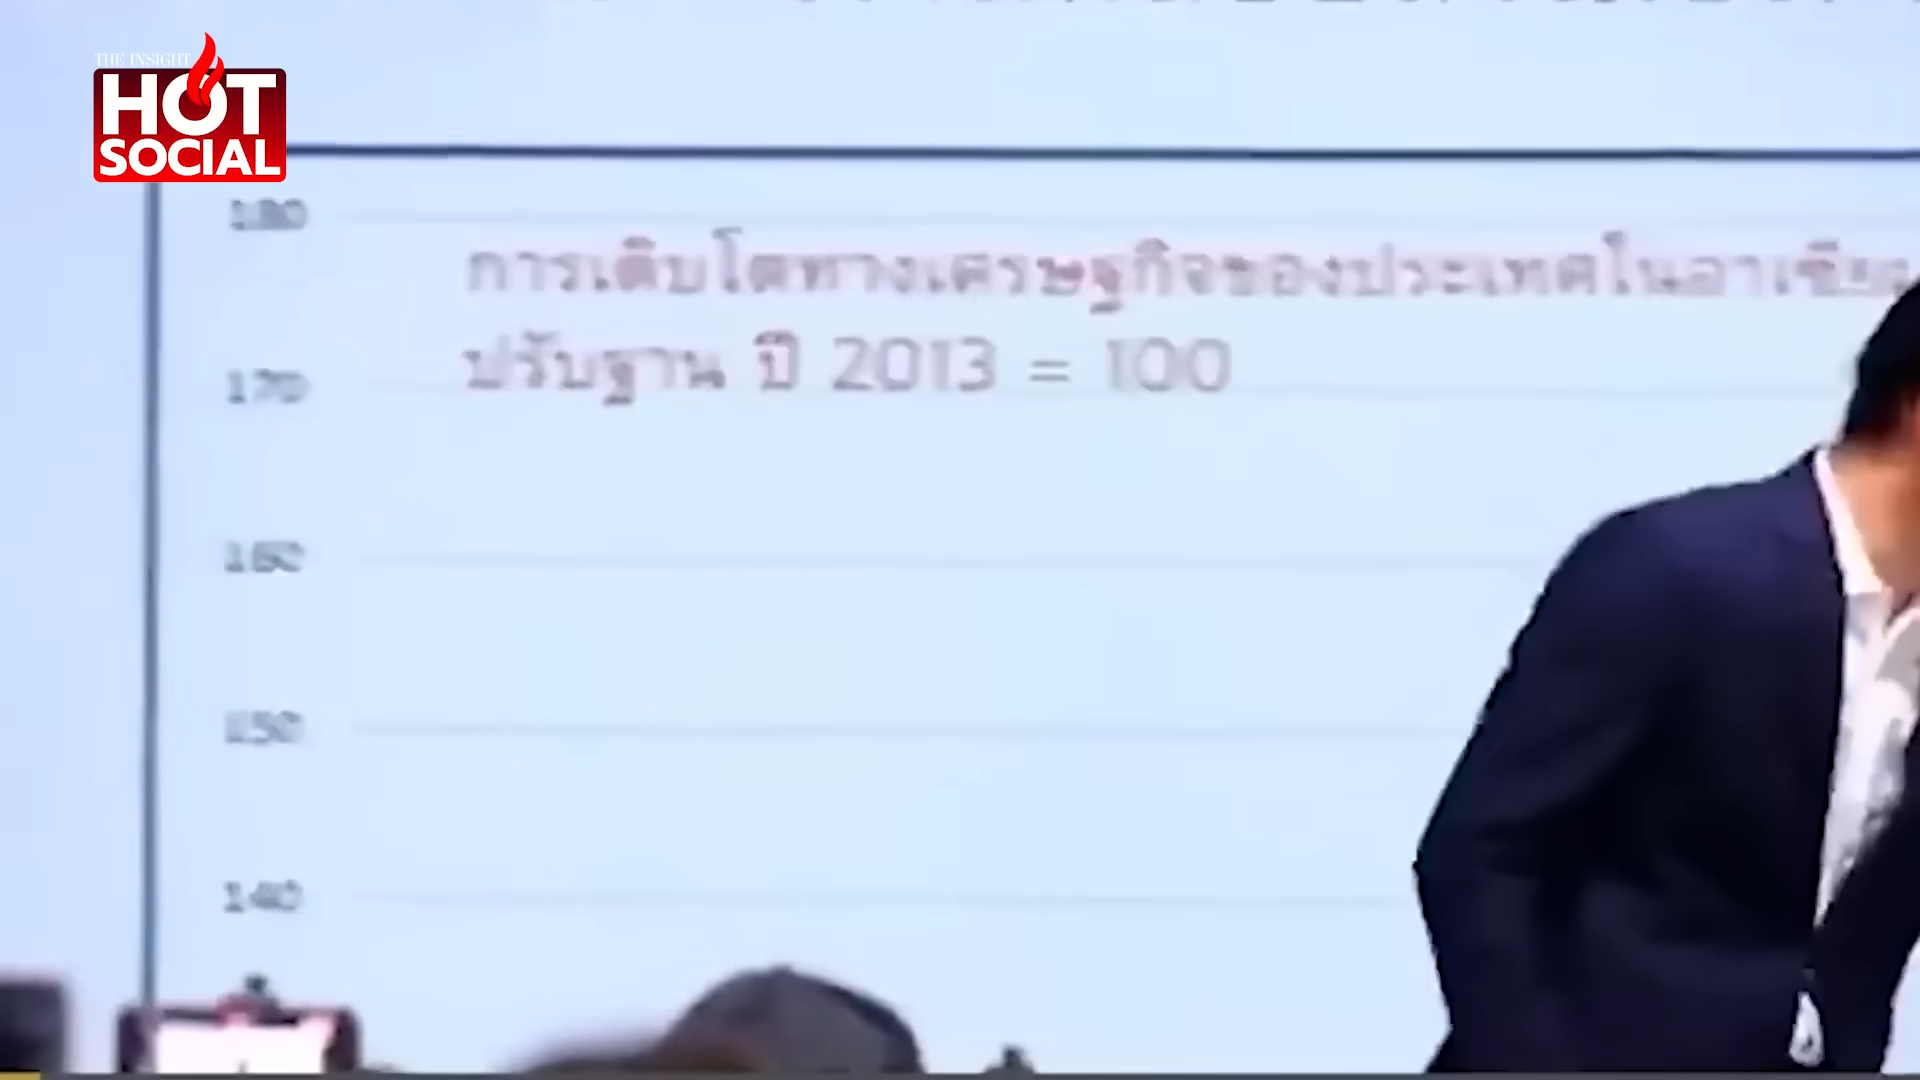 THE INSIGHT
HOT
SOCIAL
180
การเติบโตทางเศรษฐกิจของประเทศในอาเซียน
ปรับฐาน ปี 2013 = 100
170
160
150
140